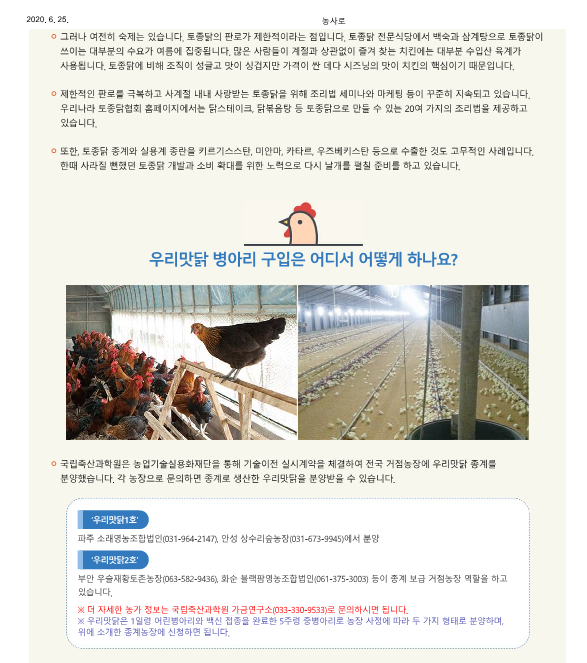 2020. 6. 25.
농사로
그러나 여전히 숙제는 있습니다. 토종닭의 판로가 제한적이라는 점입니다. 토종닭 전문식당에서 백숙과 삼계탕으로 토종닭이
쓰이는 대부분의 수요가 여름에 집중됩니다. 많은 사람들이 계절과 상관없이 즐겨 찾는 치킨에는 대부분 수입산 육계가
사용됩니다. 토종닭에 비해 조직이 성글고 맛이 싱겁지만 가격이 싼 데다 시즈닝의 맛이 치킨의 핵심이기 때문입니다.
제한적인 판로를 극복하고 사계절 내내 사랑받는 토종닭을 위해 조리법 세미나와 마케팅 등이 꾸준히 지속되고 있습니다.
우리나라 토종닭협회 홈페이지에서는 닭스테이크, 닭볶음탕 등 토종닭으로 만들 수 있는 20여 가지의 조리법을 제공하고
있습니다.
또한, 토종닭 종계와 실용계 종란을 키르기스스탄, 미얀마, 카타르, 우즈베키스탄 등으로 수출한 것도 고무적인 사례입니다.
한때 사라질 뻔했던 토종닭 개발과 소비 확대를 위한 노력으로 다시 날개를 펼칠 준비를 하고 있습니다.
우리맛닭 병아리 구입은 어디서 어떻게 하나요?
국립축산과학원은 농업기술실용화재단을 통해 기술이전 실시계약을 체결하여 전국 거점농장에 우리맛닭 종계를
분양했습니다. 각 농장으로 문의하면 종계로 생산한 우리맛닭을 분양받을 수 있습니다.
'우리맛닭1호'
파주 소래영농조합법인(031-964-2147), 안성 상수리숲농장(031-673-9945)에서 분양
'우리맛닭2호'
부안 우슬재황토촌농장(063-582-9436), 화순 블랙팜영농조합법인(061-375-3003) 등이 종계 보급 거점농장 역할을 하고
있습니다.
※ 더 자세한 농가 정보는 국립축산과학원 가금연구소(033-330-9533)로 문의하시면 됩니다.
※ 우리맛닭은 1일령 어린병아리와 백신 접종을 완료한 5주령 중병아리로 농장 사정에 따라 두 가지 형태로 분양하며,
위에 소개한 종계농장에 신청하면 됩니다.